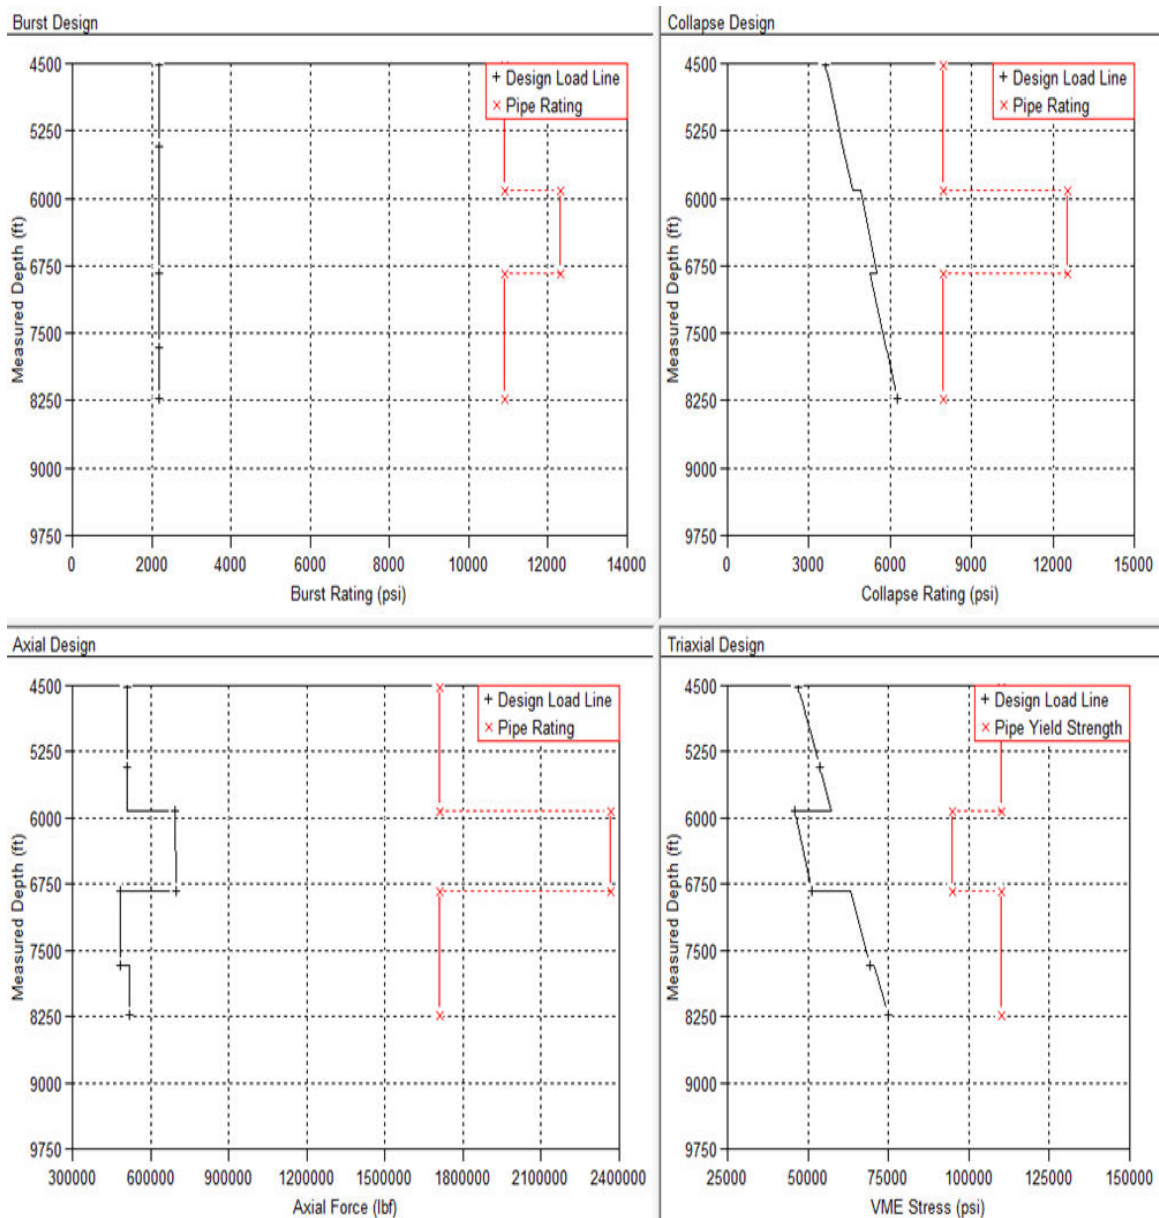 Burst Design
Design Load Line
Pipe Rating
4500
5250
6000
6750
7500
8250
9000
9750
Measured Depth (ft)
0 2000 4000 6000 8000 10000 12000 14000
Burst Rating (psi)
Collapse Design
Design Load Line
Pipe Rating
4500
5250
6000
6750
7500
8250
9000
9750
Measured Depth (ft)
0 3000 6000 9000 12000 15000
Collapse Rating (psi)
Axial Design
Design Load Line
Pipe Rating
4500
5250
6000
6750
7500
8250
9000
9750
Measured Depth (ft)
300000 600000 900000 1200000 1500000 1800000 2100000 2400000
Axial Force (lbf)
Triaxial Design
Design Load Line
Pipe Yield Strength
4500
5250
6000
6750
7500
8250
9000
9750
Measured Depth (ft)
25000 50000 75000 100000 125000 150000
VME Stress (psi)